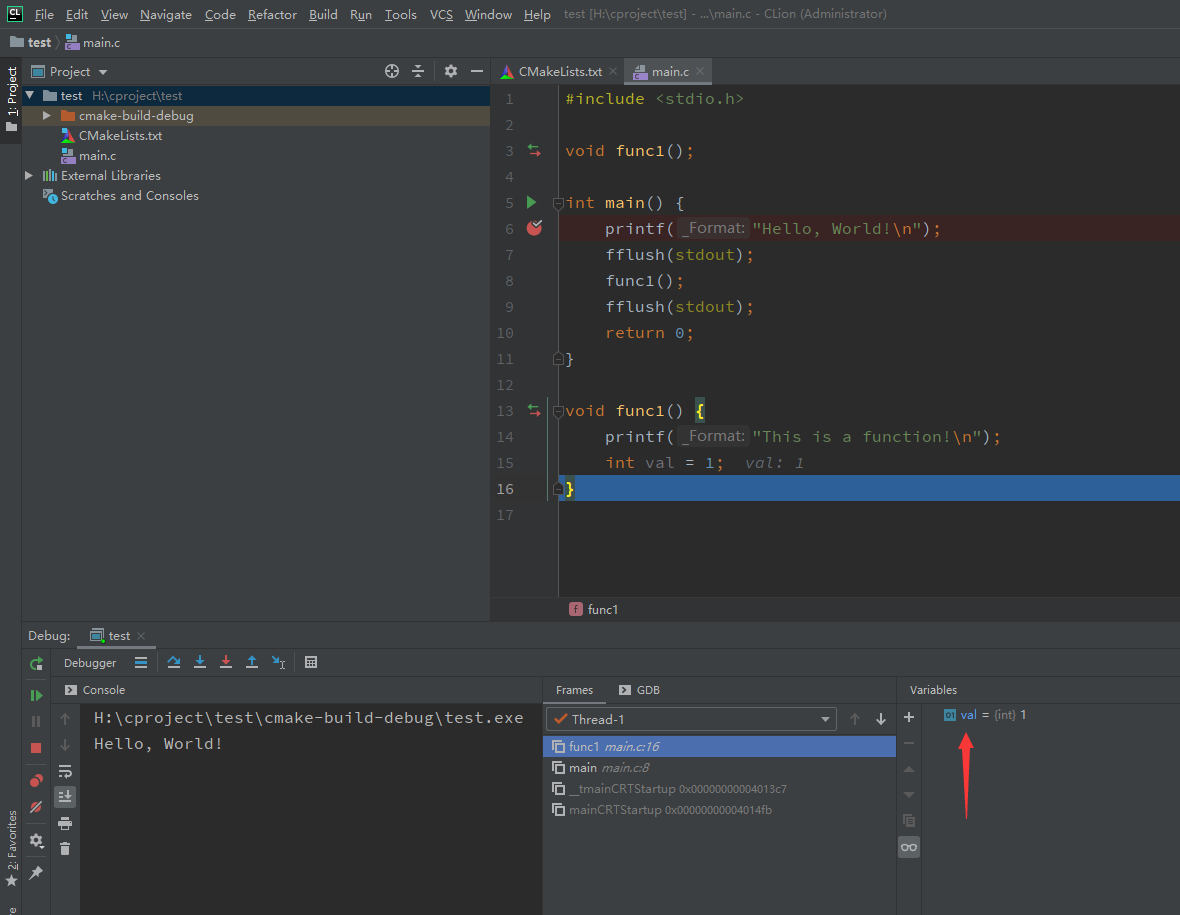 CL File Edit View Navigate Code Refactor Build Run Tools VCS Window Help test [H:\cproject\test] - ...\main.c - CLion (Administrator)
test main.c
1: Project
Project
CMakeLists.txt main.c
test H:\cproject\test
cmake-build-debug
CMakeLists.txt
main.c
External Libraries
Scratches and Consoles
1 #include <stdio.h>
2
3 void func1();
4
5 int main() {
6 printf( _Format: "Hello, World!\n");
7 fflush(stdout);
8 func1();
9 fflush(stdout);
10 return 0;
11 }
12
13 void func1() {
14 printf( _Format: "This is a function!\n");
15 int val = 1; val: 1
16 }
17
f func1
Debug: test
Debugger
Console
H:\cproject\test\cmake-build-debug\test.exe
Hello, World!
Frames GDB
Thread-1
func1 main.c:16
main main.c:8
__tmainCRTStartup 0x00000000004013c7
mainCRTStartup 0x00000000004014fb
Variables
01 val = {int} 1
2: Favorites